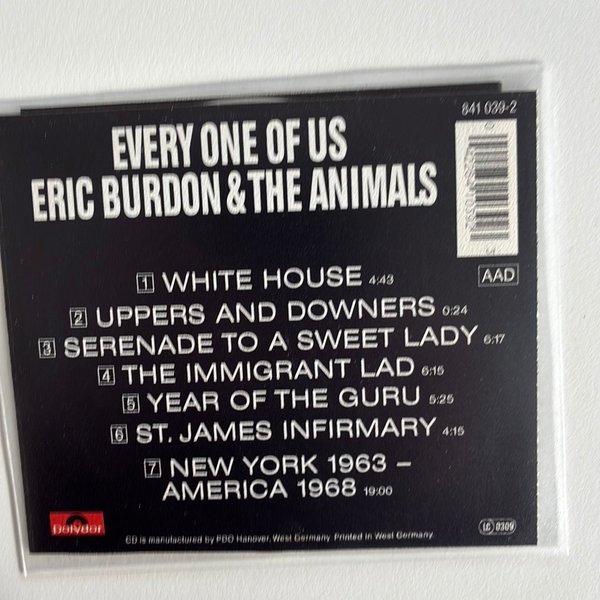 841 039-2
EVERY ONE OF US
ERIC BURDON & THE ANIMALS
AAD
1 WHITE HOUSE 4:43
2 UPPERS AND DOWNERS 0:24
3 SERENADE TO A SWEET LADY 6:17
4 THE IMMIGRANT LAD 6:15
5 YEAR OF THE GURU 5:25
6 ST. JAMES INFIRMARY 4:15
7 NEW YORK 1963 –
AMERICA 1968 19:00
Polydor
LC 0309
CD is manufactured by PDO Hanover, West Germany. Printed in West Germany.